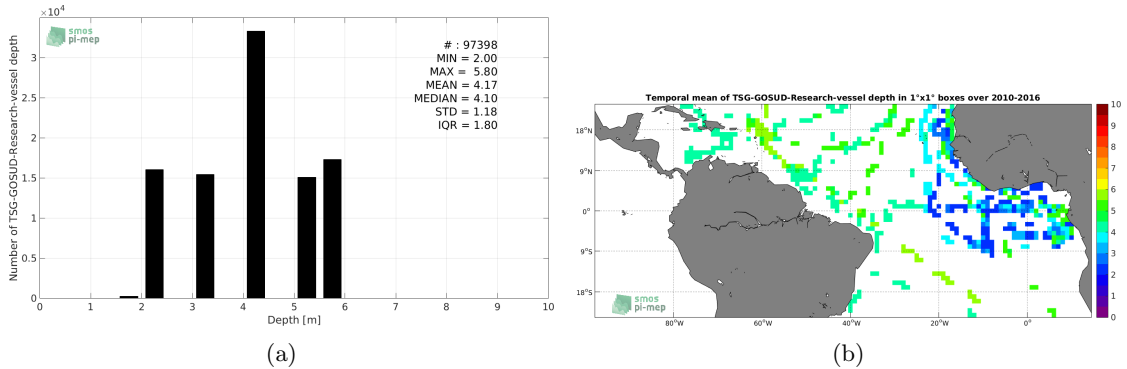 ×10⁴
smos
pi-mep
# : 97398
MIN = 2.00
MAX = 5.80
MEAN = 4.17
MEDIAN = 4.10
STD = 1.18
IQR = 1.80
Number of TSG-GOSUD-Research-vessel depth
3
2.5
2
1.5
1
0.5
0
0 1 2 3 4 5 6 7 8 9 10
Depth [m]
(a)
Temporal mean of TSG-GOSUD-Research-vessel depth in 1°x1° boxes over 2010-2016
18°N
9°N
0°
9°S
18°S
80°W 60°W 40°W 20°W 0°
smos
pi-mep
10
9
8
7
6
5
4
3
2
1
0
(b)